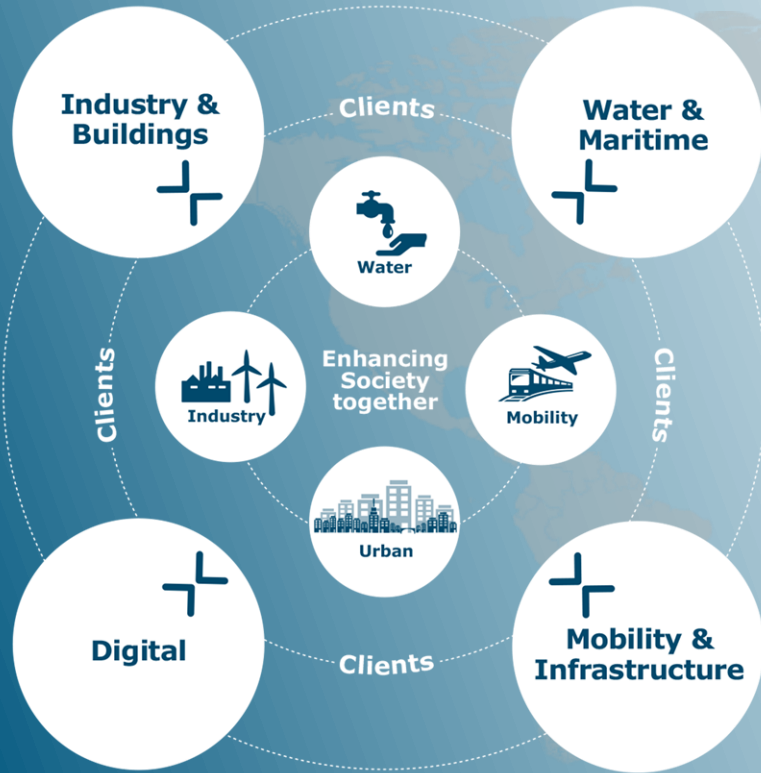 Industry &
Buildings
Clients
Water &
Maritime
Water
Clients
Industry
Enhancing
Society
together
Mobility
Clients
Urban
Digital
Clients
Mobility &
Infrastructure